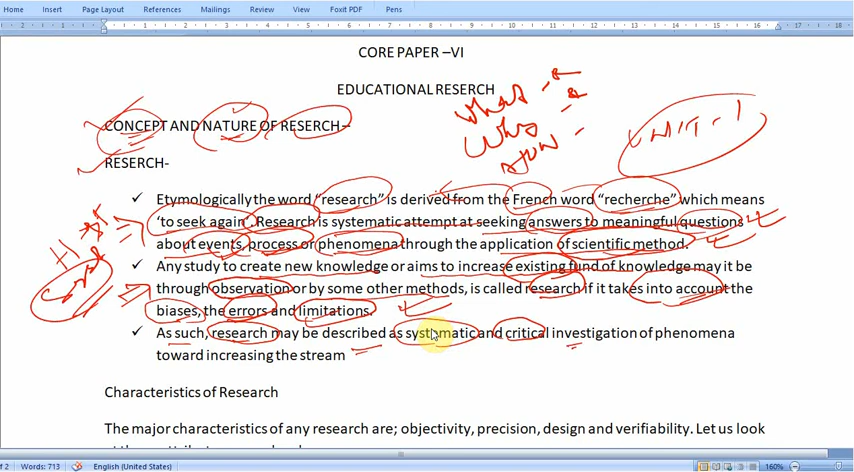 Home Insert Page Layout References Mailings Review View Foxit PDF Pens
CORE PAPER –VI
EDUCATIONAL RESERCH
What -
Why -
How -
UNIT - 1
CONCEPT AND NATURE OF RESERCH–
RESERCH-
✓ Etymologically the word “research” is derived from the French word “recherche” which means
‘to seek again’. Research is systematic attempt at seeking answers to meaningful questions
about events, process or phenomena through the application of scientific method.
Any study to create new knowledge or aims to increase existing fund of knowledge may it be
through observation or by some other methods, is called research if it takes into account the
biases, the errors and limitations.
✓ As such, research may be described as systematic and critical investigation of phenomena
toward increasing the stream
Characteristics of Research
The major characteristics of any research are; objectivity, precision, design and verifiability. Let us look
of 2 Words: 713 English (United States) 160%